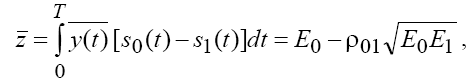 z̄ = ∫₀ᵀ \overline{y(t)} [s₀(t) – s₁(t)]dt = E₀ – ρ₀₁√(E₀E₁) ,